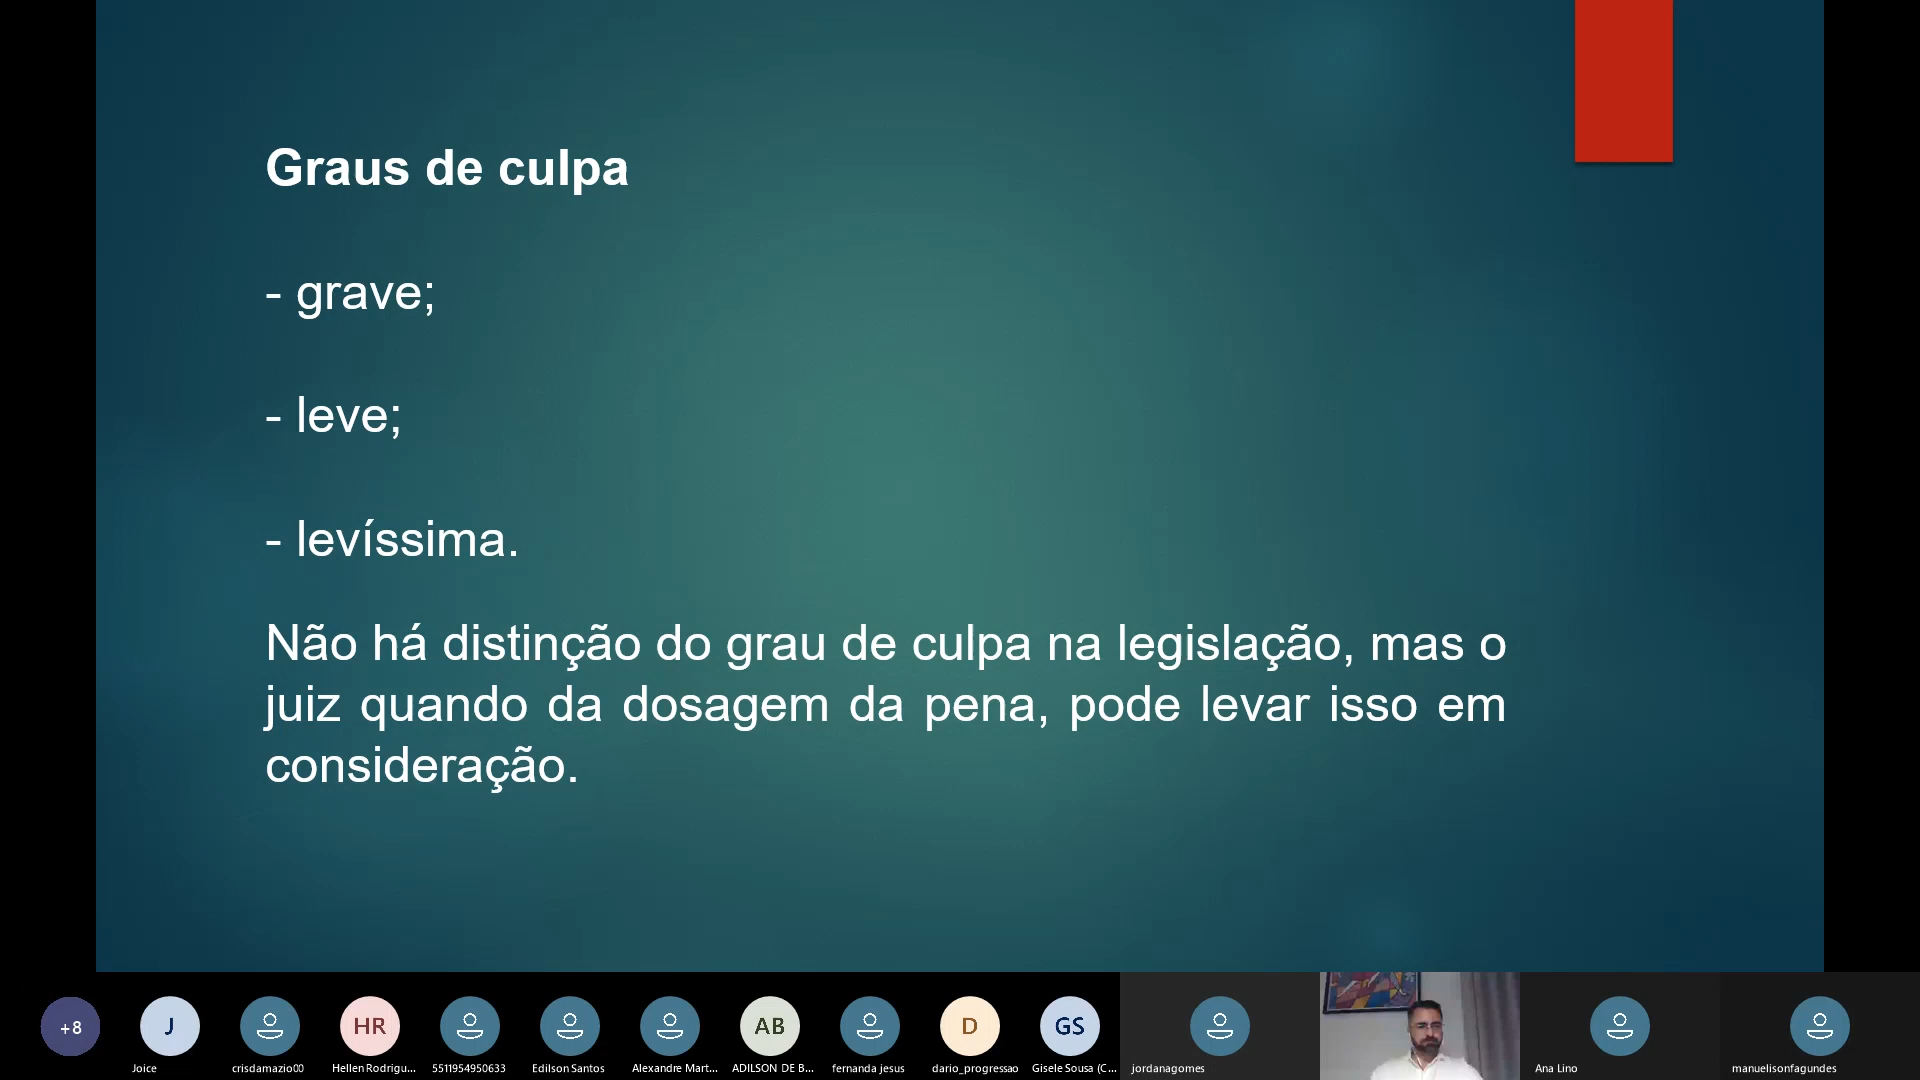 Graus de culpa
- grave;
- leve;
- levíssima.
Não há distinção do grau de culpa na legislação, mas o
juiz quando da dosagem da pena, pode levar isso em
consideração.
+8
J
HR
AB
D
GS
Joice
crisdamazio00
Hellen Rodrigu...
5511954950633
Edilson Santos
Alexandre Mart...
ADILSON DE B...
fernanda jesus
dario_progressao
Gisele Sousa (C...
jordanagomes
Ana Lino
manuelisonfagundes